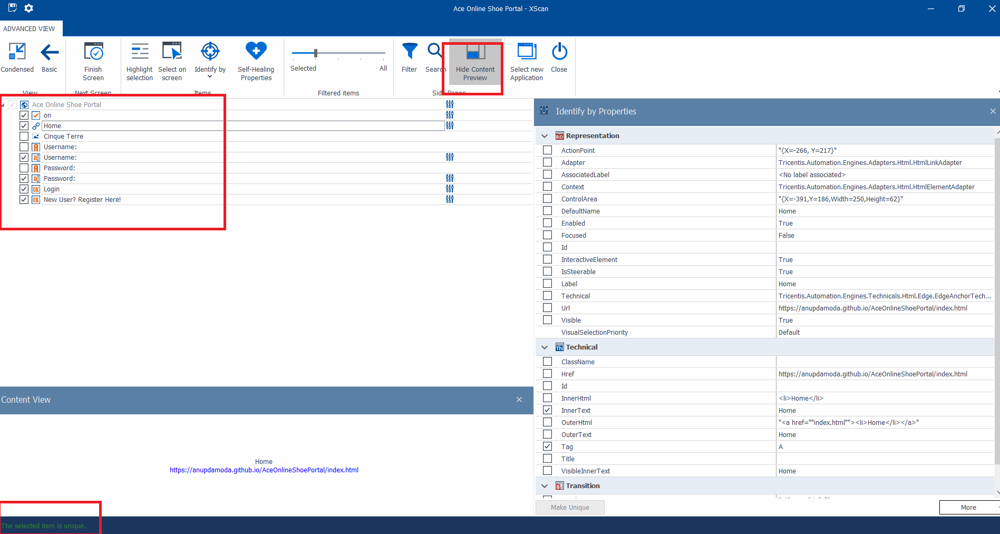 Ace Online Shoe Portal - XScan
ADVANCED VIEW
Condensed
Basic
Finish
Screen
Highlight
selection
Select on
screen
Identify by
Self-Healing
Properties
Selected
All
Filter
Search
Hide Content
Preview
Select new
Application
Close
View
Next Screen
Items
Filtered items
Side Panes
Ace Online Shoe Portal
on
Home
Cinque Terre
Username:
Username:
Password:
Password:
Login
New User? Register Here!
Identify by Properties
Representation
ActionPoint "{X=-266, Y=217}"
Adapter Tricentis.Automation.Engines.Adapters.Html.HtmlLinkAdapter
AssociatedLabel <No label associated>
Context Tricentis.Automation.Engines.Adapters.Html.HtmlElementAdapter
ControlArea "{X=-391,Y=186,Width=250,Height=62}"
DefaultName Home
Enabled True
Focused False
Id
InteractiveElement True
IsSteerable True
Label Home
Technical Tricentis.Automation.Engines.Technicals.Html.Edge.EdgeAnchorTech...
Url https://anupdamoda.github.io/AceOnlineShoePortal/index.html
Visible True
VisualSelectionPriority Default
Technical
ClassName
Href https://anupdamoda.github.io/AceOnlineShoePortal/index.html
Id
InnerHtml <li>Home</li>
InnerText Home
OuterHtml "<a href=""index.html""><li>Home</li></a>"
OuterText Home
Tag A
Title
VisibleInnerText Home
Transition
Make Unique
More
Content View
Home
https://anupdamoda.github.io/AceOnlineShoePortal/index.html
The selected item is unique.